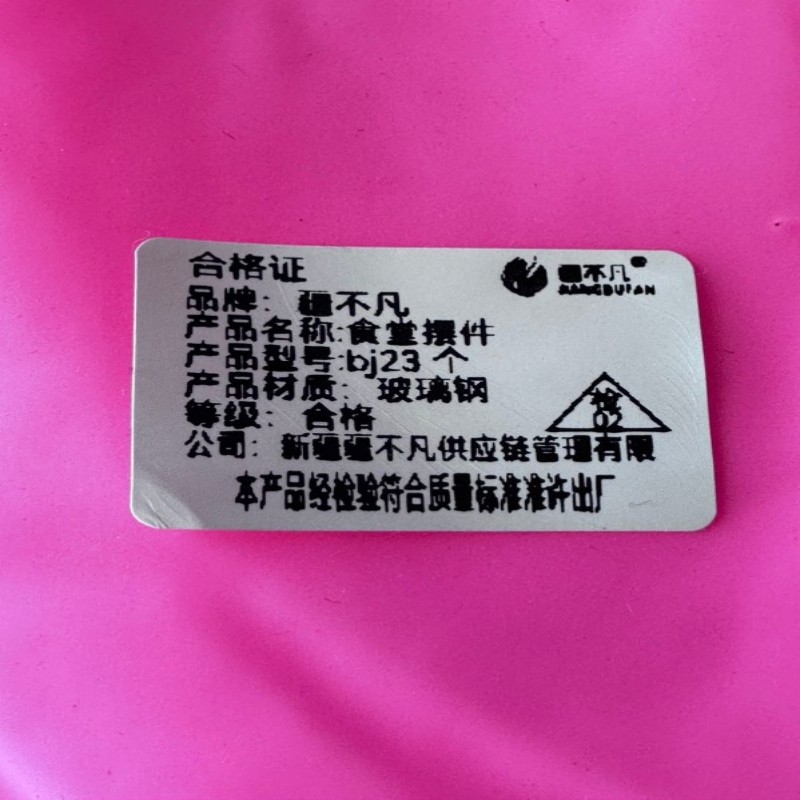 合格证
疆不凡®
JIANGBUFAN
品牌：疆不凡
产品名称:食堂摆件
产品型号:bj23 个
产品材质：玻璃钢
等级：合格
检
02
公司：新疆疆不凡供应链管理有限
本产品经检验符合质量标准准许出厂